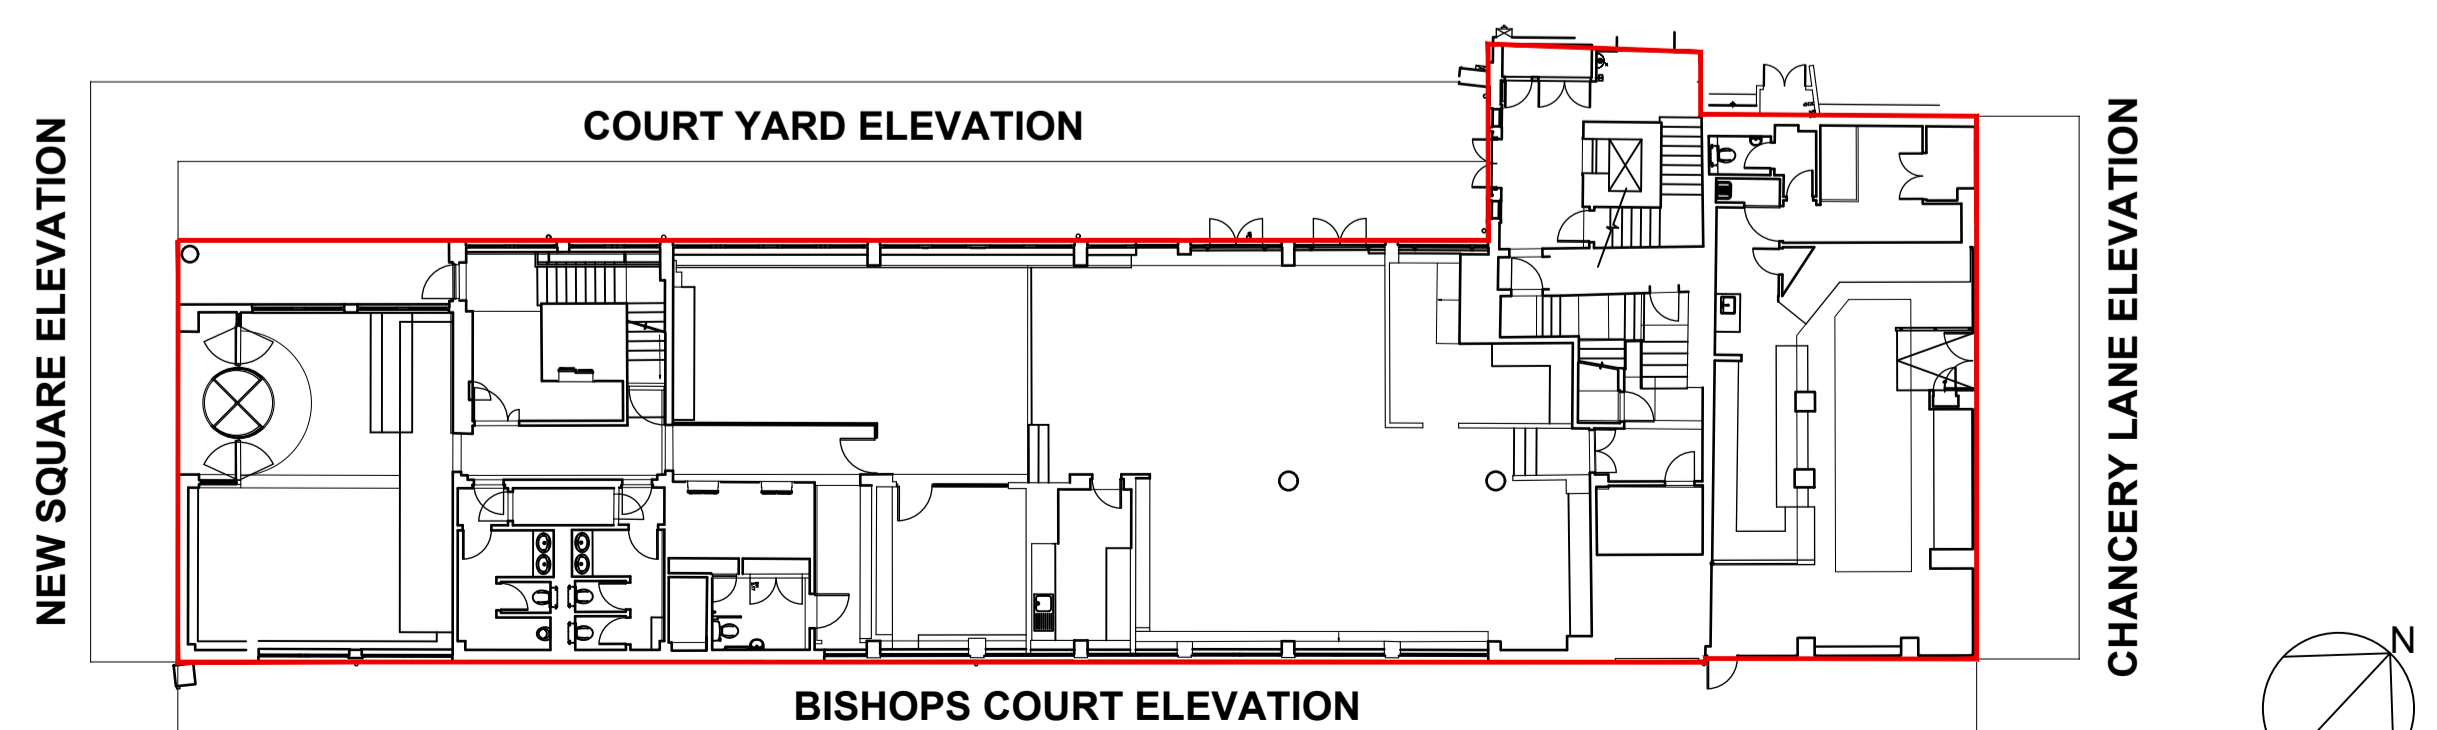 COURT YARD ELEVATION
NEW SQUARE ELEVATION
CHANCERY LANE ELEVATION
N
BISHOPS COURT ELEVATION